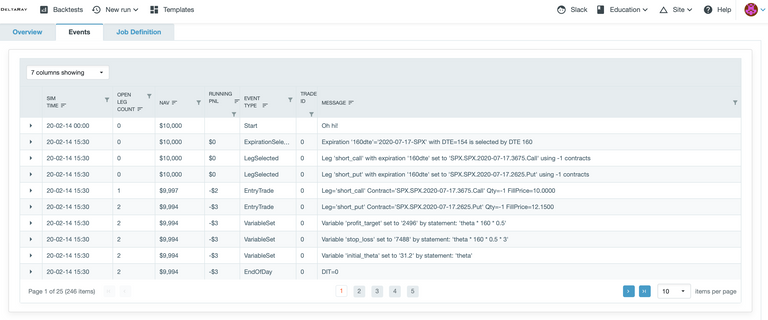 DELTARAY Backtests New run Templates Slack Education Site Help
Overview Events Job Definition
7 columns showing
SIM TIME OPEN LEG COUNT NAV RUNNING PNL EVENT TYPE TRADE ID MESSAGE
20-02-14 00:00 0 $10,000 Start Oh hi!
20-02-14 15:30 0 $10,000 $0 ExpirationSele... 0 Expiration '160dte'='2020-07-17-SPX' with DTE=154 is selected by DTE 160
20-02-14 15:30 0 $10,000 $0 LegSelected 0 Leg 'short_call' with expiration '160dte' set to 'SPX.SPX.2020-07-17.3675.Call' using -1 contracts
20-02-14 15:30 0 $10,000 $0 LegSelected 0 Leg 'short_put' with expiration '160dte' set to 'SPX.SPX.2020-07-17.2625.Put' using -1 contracts
20-02-14 15:30 1 $9,997 -$2 EntryTrade 0 Leg='short_call' Contract='SPX.SPX.2020-07-17.3675.Call' Qty=-1 FillPrice=10.0000
20-02-14 15:30 2 $9,994 -$3 EntryTrade 0 Leg='short_put' Contract='SPX.SPX.2020-07-17.2625.Put' Qty=-1 FillPrice=12.1500
20-02-14 15:30 2 $9,994 -$3 VariableSet 0 Variable 'profit_target' set to '2496' by statement: 'theta * 160 * 0.5'
20-02-14 15:30 2 $9,994 -$3 VariableSet 0 Variable 'stop_loss' set to '7488' by statement: 'theta * 160 * 0.5 * 3'
20-02-14 15:30 2 $9,994 -$3 VariableSet 0 Variable 'initial_theta' set to '31.2' by statement: 'theta'
20-02-14 15:30 2 $9,994 -$3 EndOfDay 0 DIT=0
Page 1 of 25 (246 items) 1 2 3 4 5 10 items per page